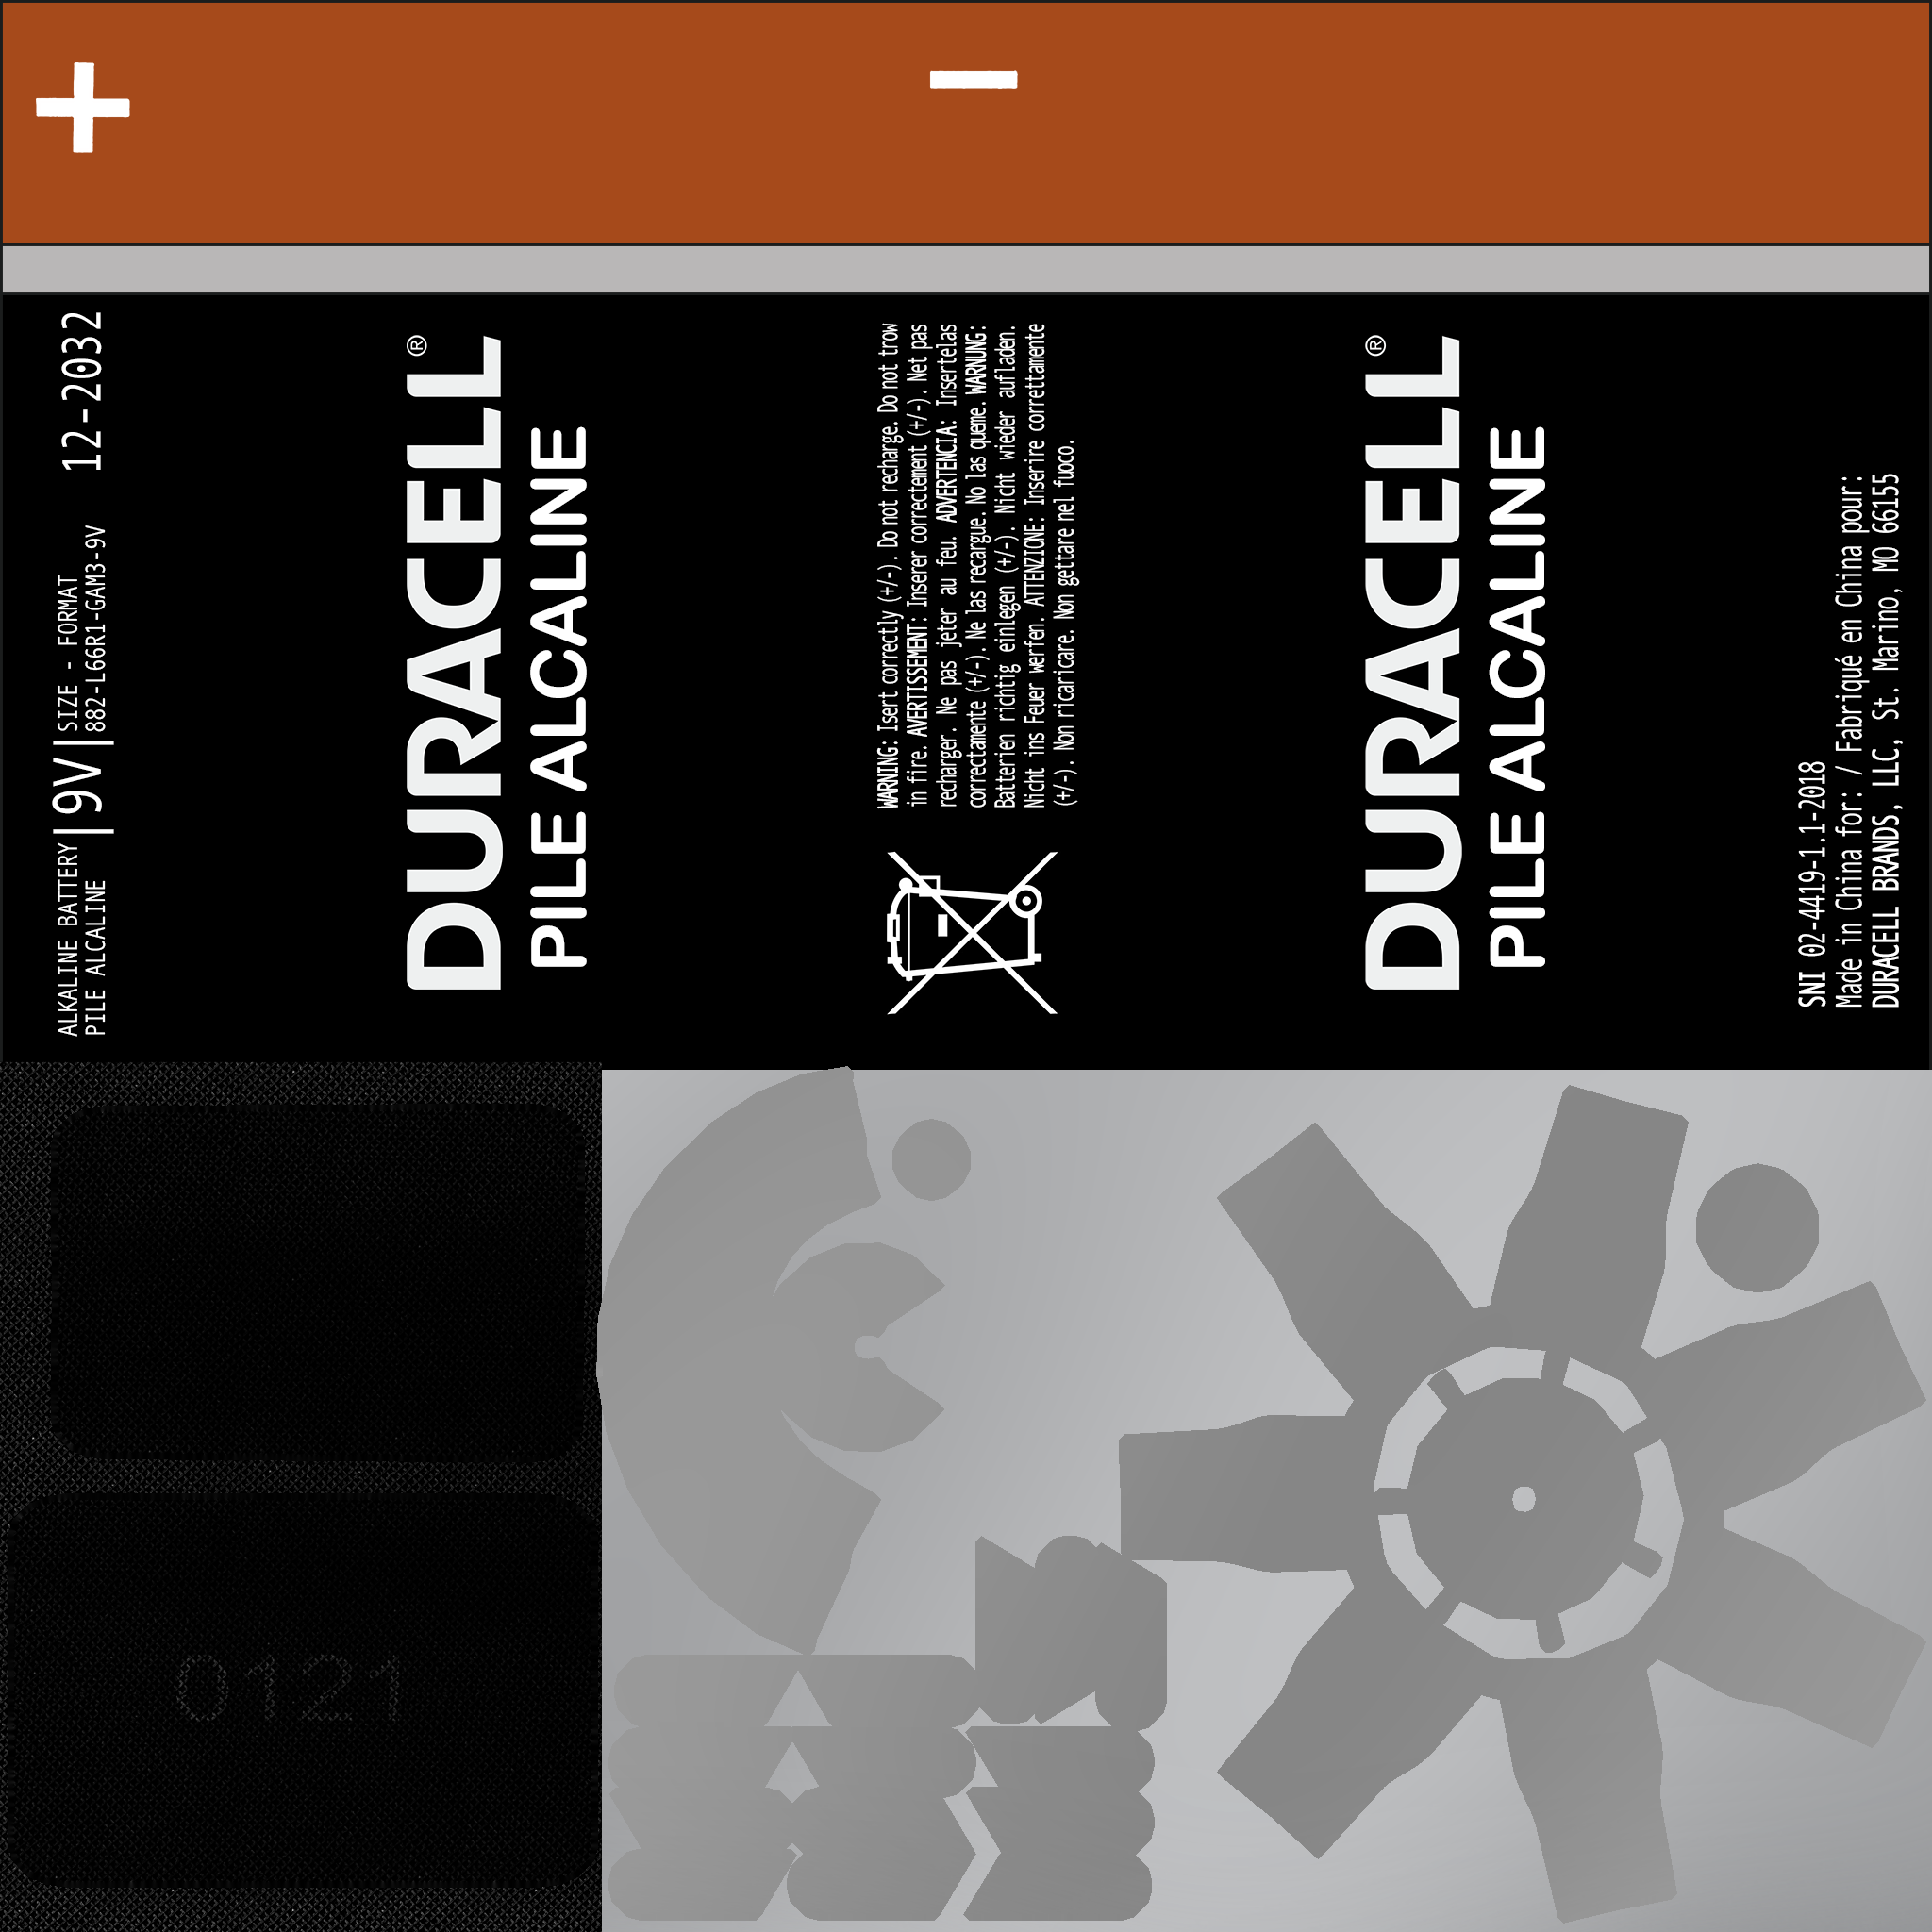 +
-
ALKALINE BATTERY
PILE ALCALINE
9V
SIZE - FORMAT
882-L66R1-GAM3-9V
12-2032
DURACELL®
PILE ALCALINE
WARNING: Isert correctly (+/-). Do not recharge. Do not trow
in fire. AVERTISSEMENT: Inserer correctement (+/-). Net pas
recharger. Ne pas jeter au feu. ADVERTENCIA: Insertelas
correctamente (+/-). Ne las recargue. No las queme. WARNUNG:
Batterien richtig einlegen (+/-). Nicht wieder aufladen.
Nicht ins Feuer werfen. ATTENZIONE: Inserire correttamente
(+/-). Non ricaricare. Non gettare nel fuoco.
DURACELL®
PILE ALCALINE
SNI 02-4419-1.1-2018
Made in China for: / Fabriqué en China pour:
DURACELL BRANDS, LLC, St. Marino, MO 66155
0121